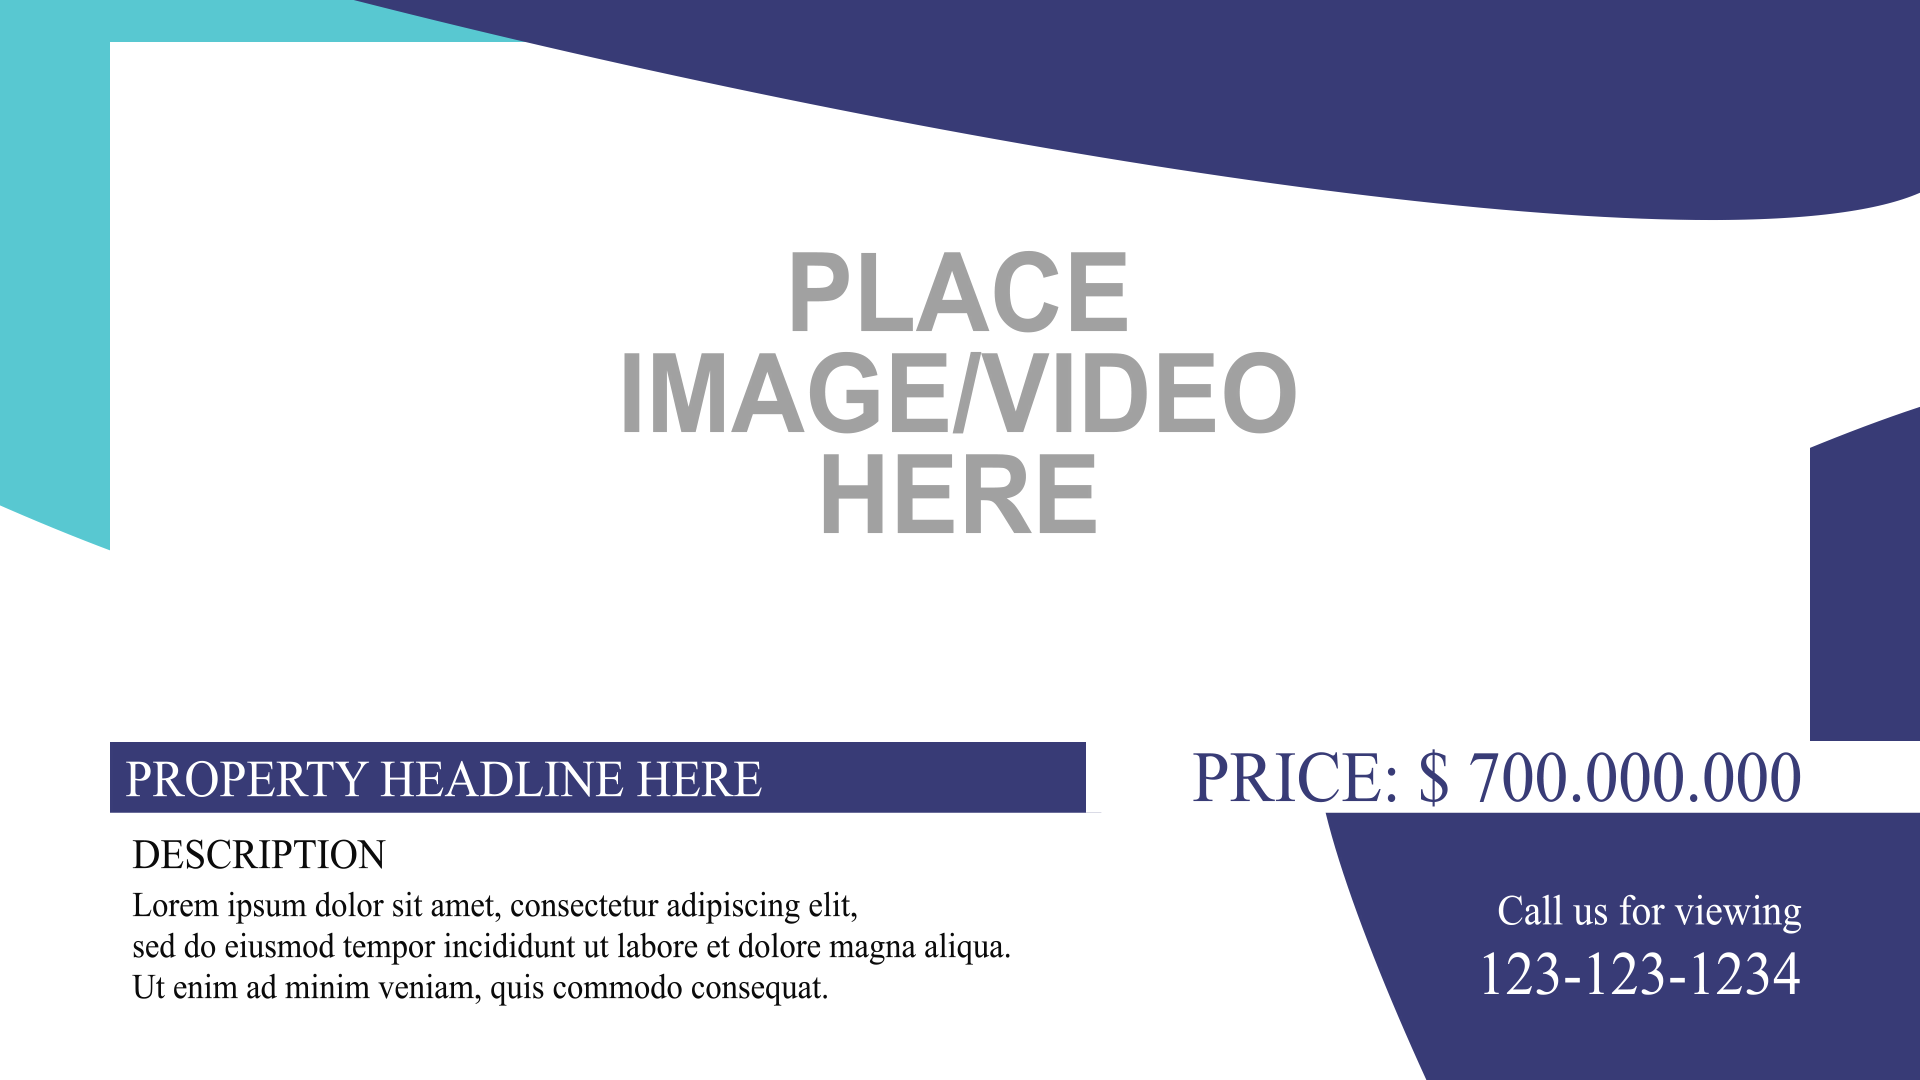 PLACE
IMAGE/VIDEO
HERE
PROPERTY HEADLINE HERE
PRICE: $ 700.000.000
DESCRIPTION
Lorem ipsum dolor sit amet, consectetur adipiscing elit,
sed do eiusmod tempor incididunt ut labore et dolore magna aliqua.
Ut enim ad minim veniam, quis commodo consequat.
Call us for viewing
123-123-1234